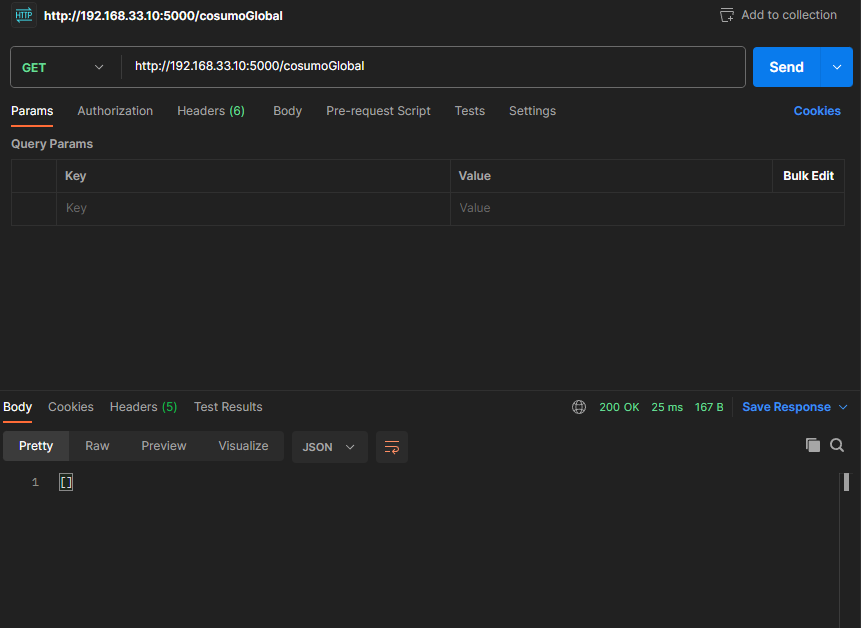 HTTP http://192.168.33.10:5000/cosumoGlobal Add to collection
GET http://192.168.33.10:5000/cosumoGlobal Send
Params Authorization Headers (6) Body Pre-request Script Tests Settings Cookies
Query Params
Key Value Bulk Edit
Key Value
Body Cookies Headers (5) Test Results 200 OK 25 ms 167 B Save Response
Pretty Raw Preview Visualize JSON
1 []